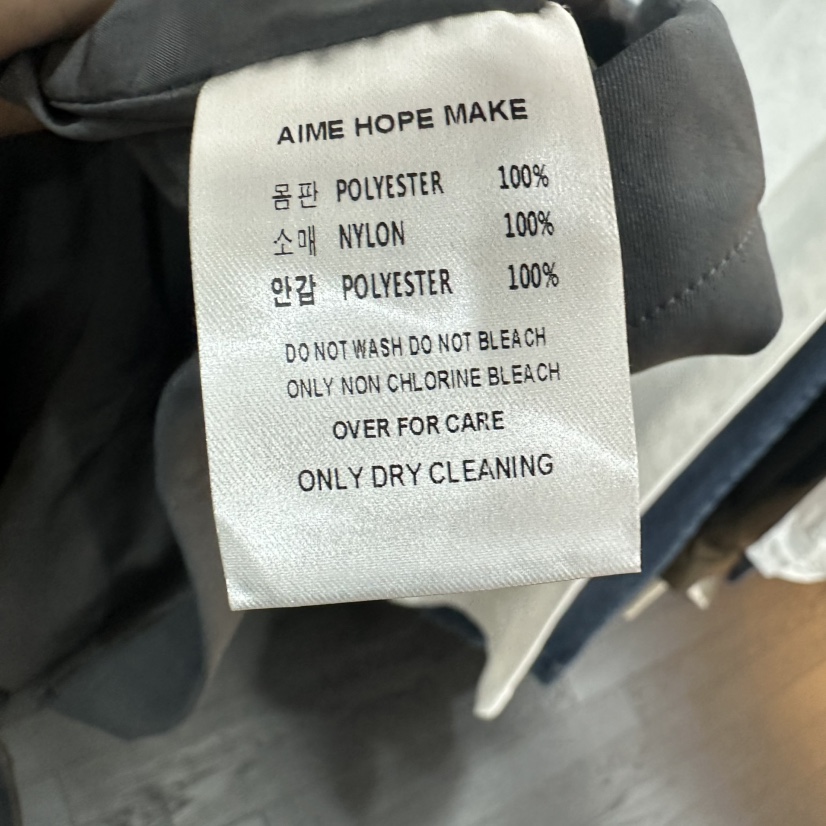 AIME HOPE MAKE
몸판 POLYESTER 100%
소매 NYLON 100%
안감 POLYESTER 100%
DO NOT WASH DO NOT BLEACH
ONLY NON CHLORINE BLEACH
OVER FOR CARE
ONLY DRY CLEANING